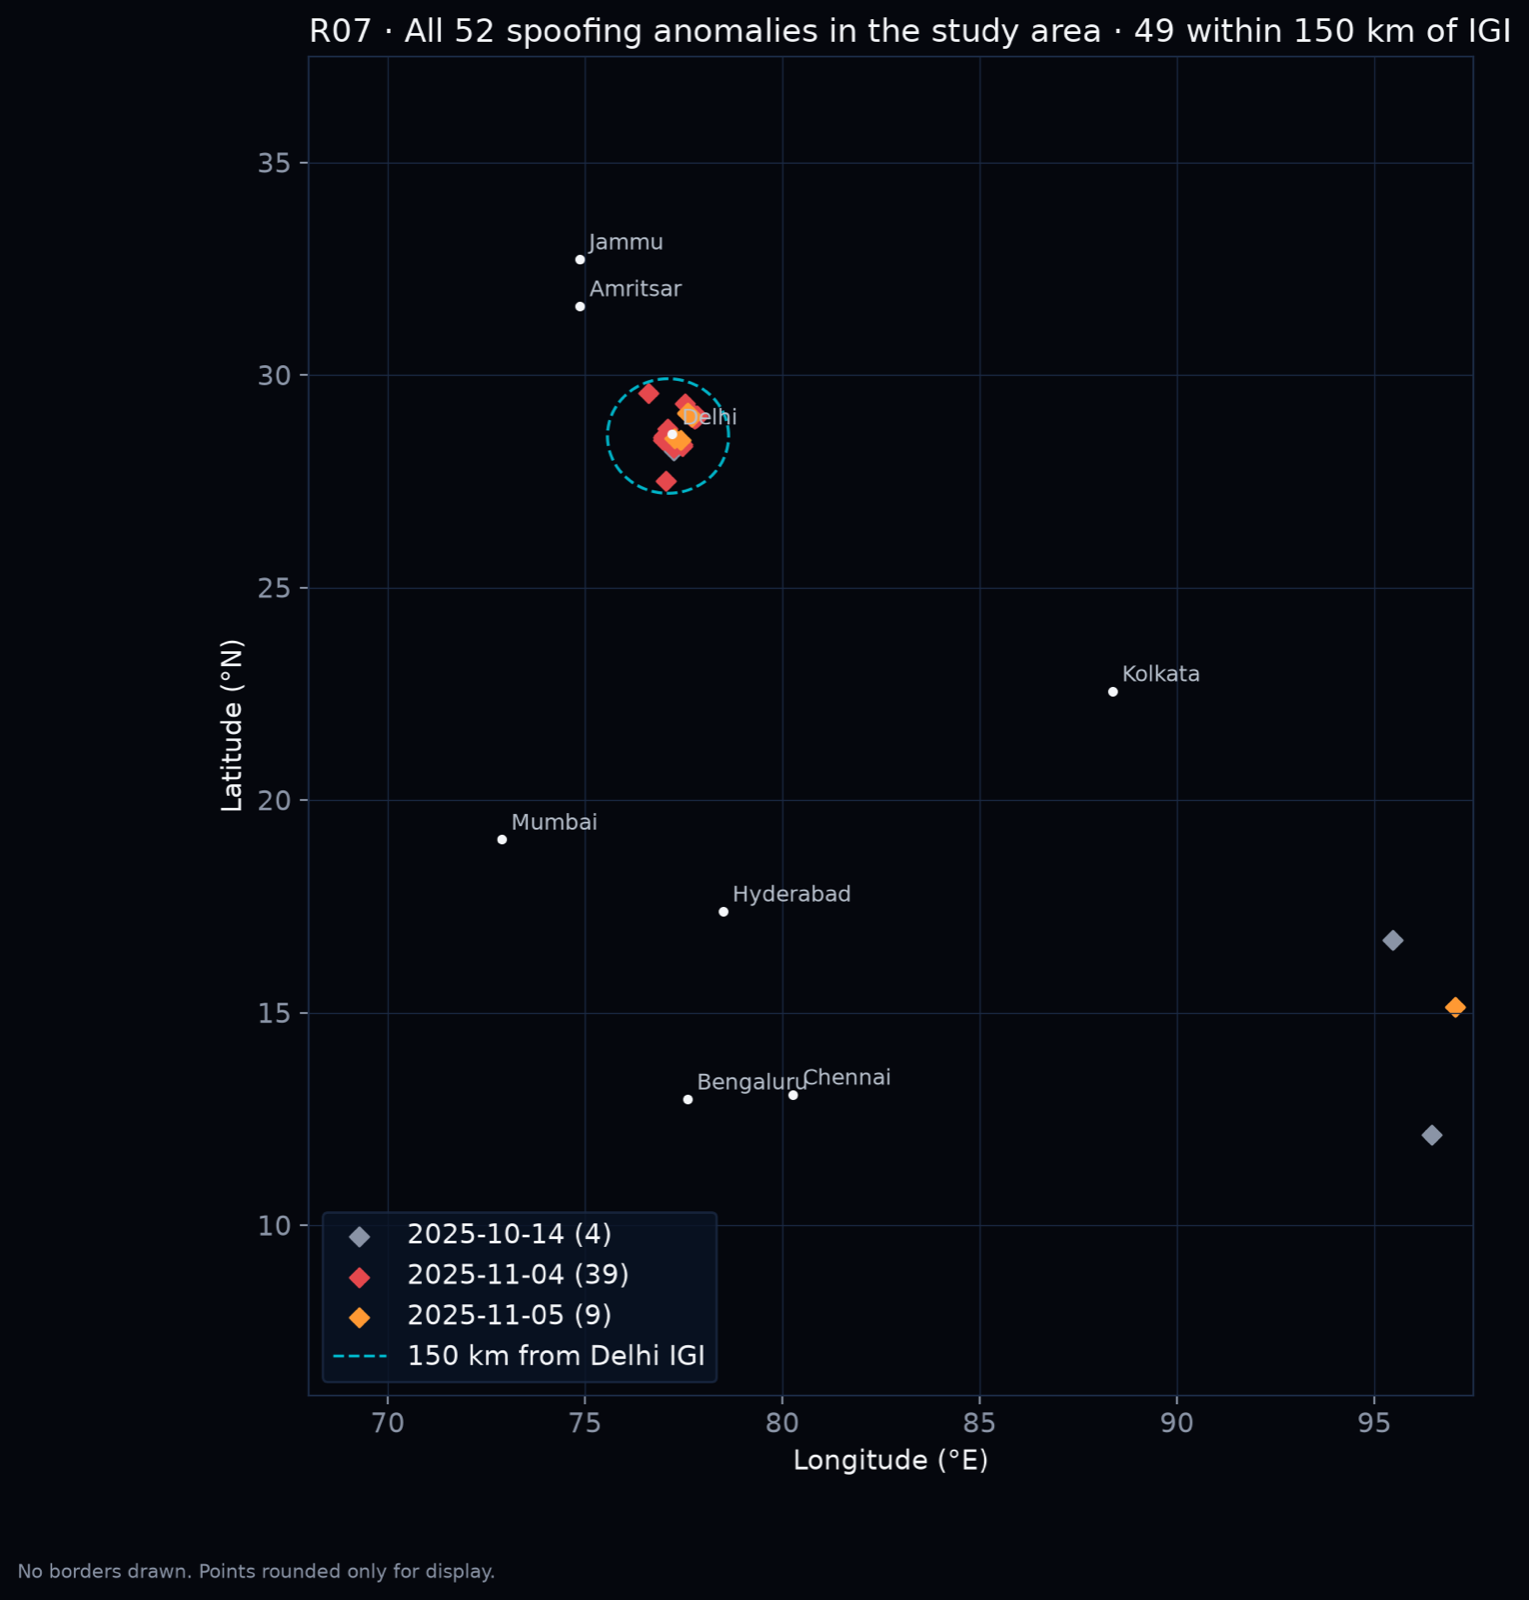 R07 · All 52 spoofing anomalies in the study area · 49 within 150 km of IGI
35
Jammu
Amritsar
30
Delhi
25
Latitude (°N)
Kolkata
20
Mumbai
Hyderabad
15
Bengaluru
Chennai
10
2025-10-14 (4)
2025-11-04 (39)
2025-11-05 (9)
150 km from Delhi IGI
70 75 80 85 90 95
Longitude (°E)
No borders drawn. Points rounded only for display.